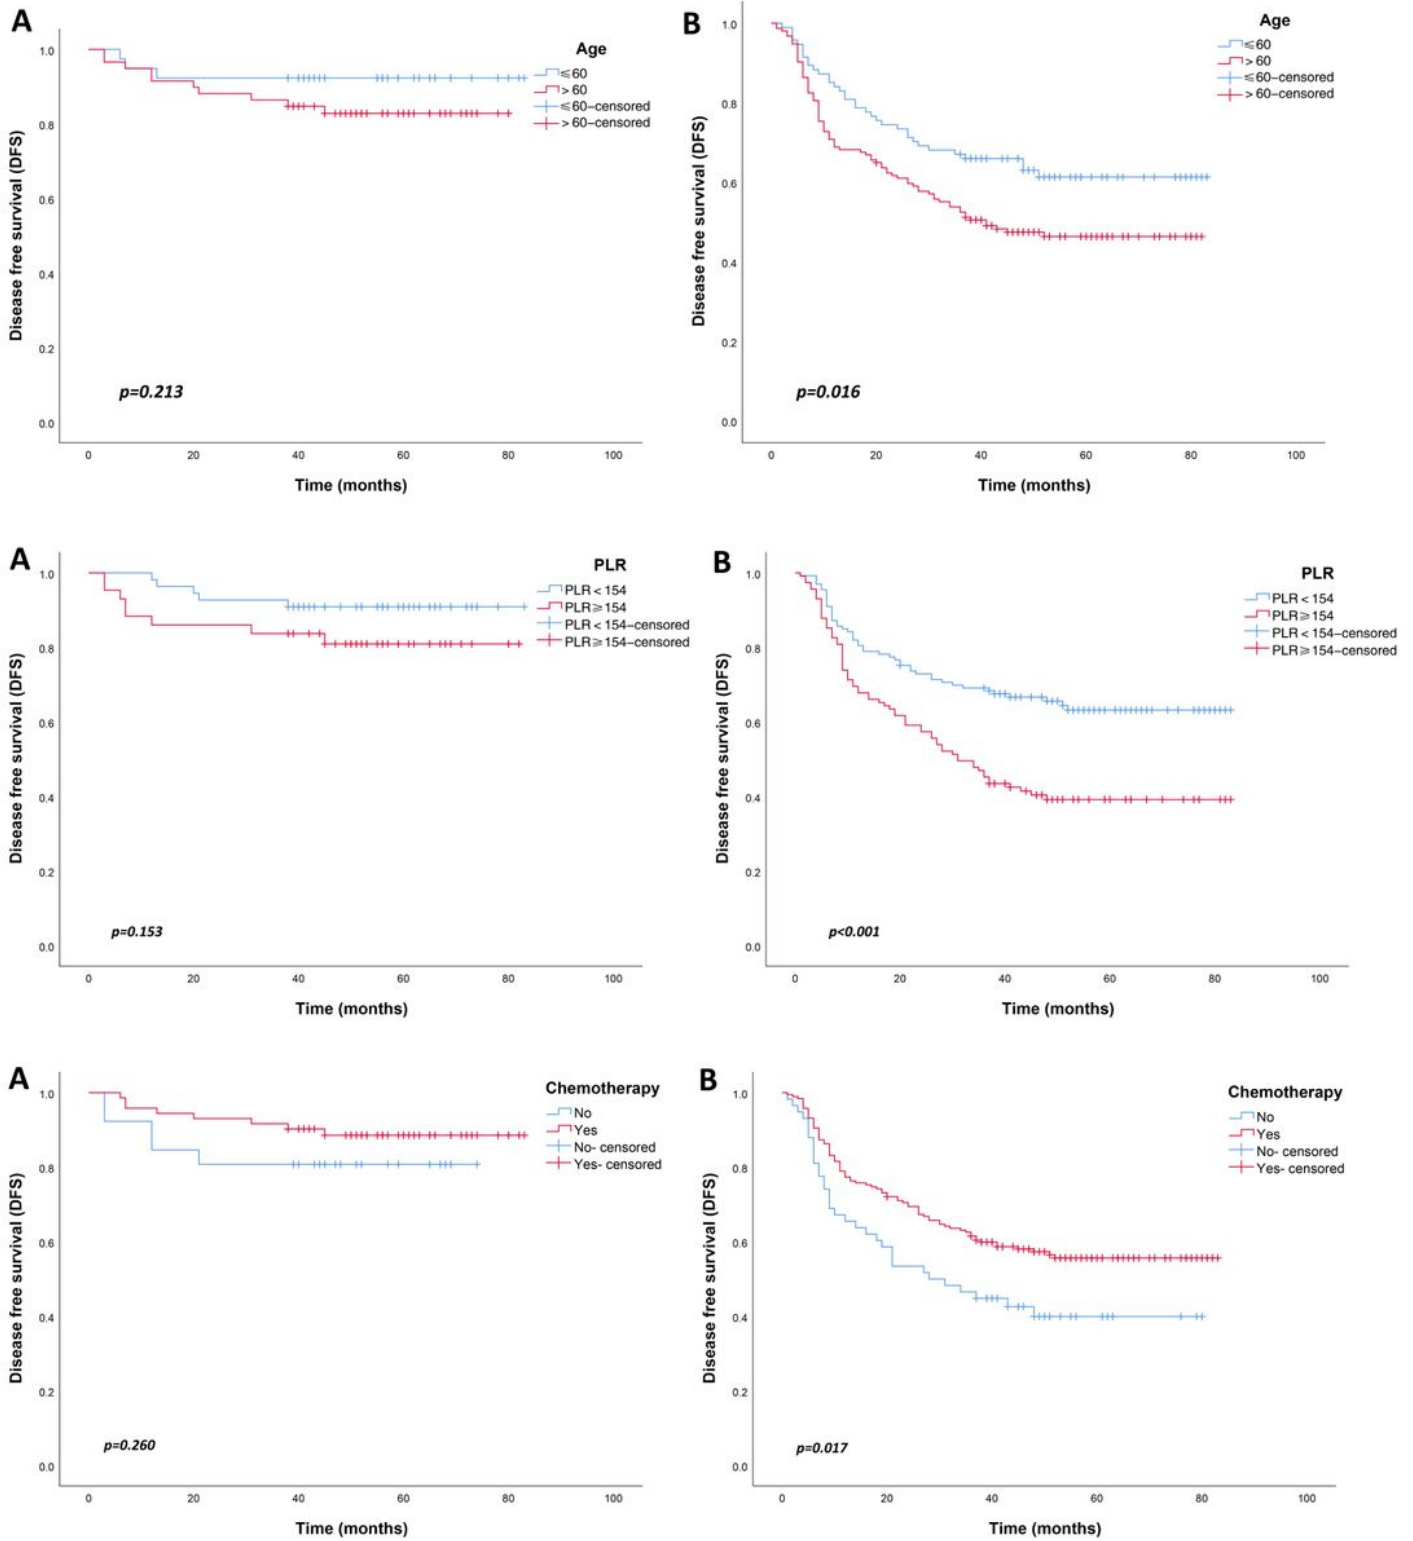 A
Disease free survival (DFS)
1.0
0.8
0.6
0.4
0.2
0.0
Age
≤60
> 60
≤60-censored
> 60-censored
p=0.213
0 20 40 60 80 100
Time (months)
B
Disease free survival (DFS)
1.0
0.8
0.6
0.4
0.2
0.0
Age
≤60
> 60
≤60-censored
> 60-censored
p=0.016
0 20 40 60 80 100
Time (months)
A
Disease free survival (DFS)
1.0
0.8
0.6
0.4
0.2
0.0
PLR
PLR < 154
PLR ≥ 154
PLR < 154-censored
PLR ≥ 154-censored
p=0.153
0 20 40 60 80 100
Time (months)
B
Disease free survival (DFS)
1.0
0.8
0.6
0.4
0.2
0.0
PLR
PLR < 154
PLR ≥ 154
PLR < 154-censored
PLR ≥ 154-censored
p<0.001
0 20 40 60 80 100
Time (months)
A
Disease free survival (DFS)
1.0
0.8
0.6
0.4
0.2
0.0
Chemotherapy
No
Yes
No- censored
Yes- censored
p=0.260
0 20 40 60 80 100
Time (months)
B
Disease free survival (DFS)
1.0
0.8
0.6
0.4
0.2
0.0
Chemotherapy
No
Yes
No- censored
Yes- censored
p=0.017
0 20 40 60 80 100
Time (months)